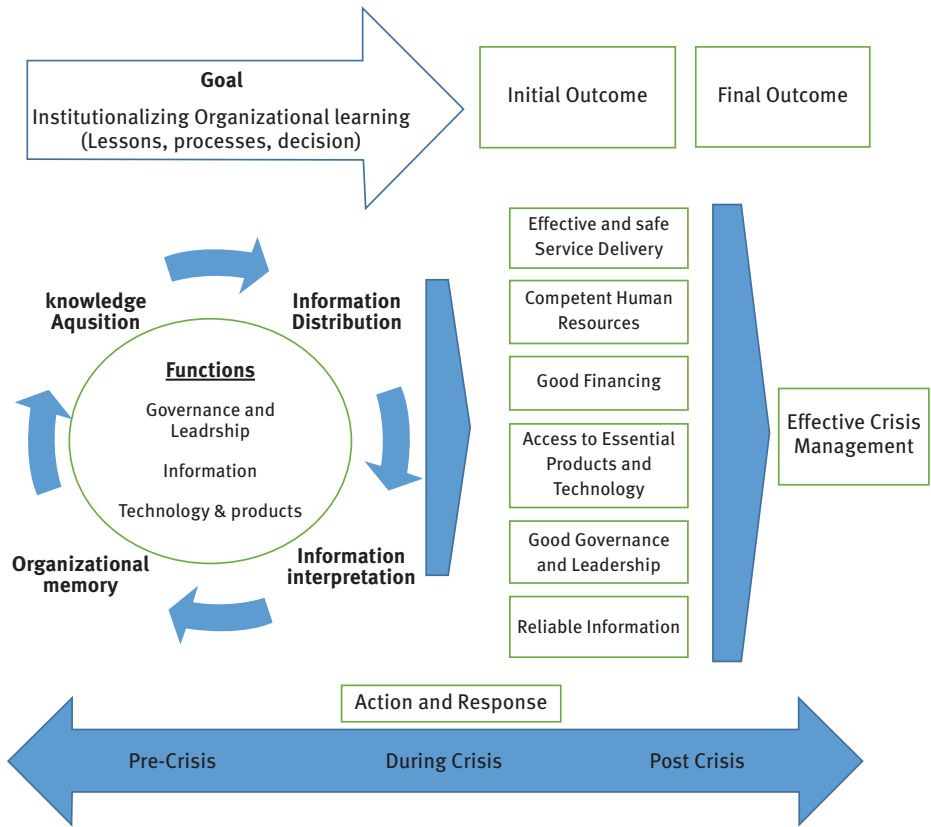 Goal
Institutionalizing Organizational learning
(Lessons, processes, decision)
Initial Outcome
Final Outcome
knowledge
Aqusition
Information
Distribution
Functions
Governance and
Leadrship
Information
Technology & products
Organizational
memory
Information
interpretation
Effective and safe
Service Delivery
Competent Human
Resources
Good Financing
Access to Essential
Products and
Technology
Good Governance
and Leadership
Reliable Information
Effective Crisis
Management
Action and Response
Pre-Crisis
During Crisis
Post Crisis